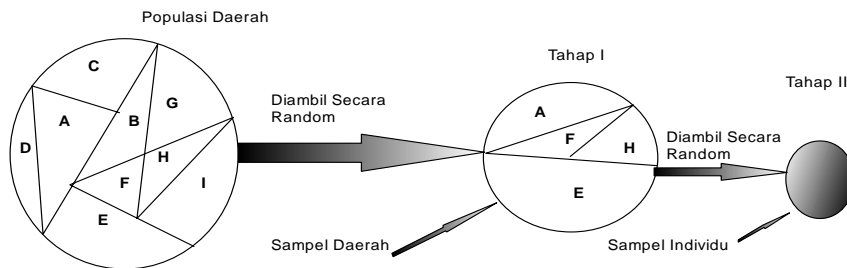 Populasi Daerah
C
A
B
G
D
H
F
I
E
Diambil Secara
Random
Tahap I
A
F
H
E
Sampel Daerah
Diambil Secara
Random
Tahap II
Sampel Individu